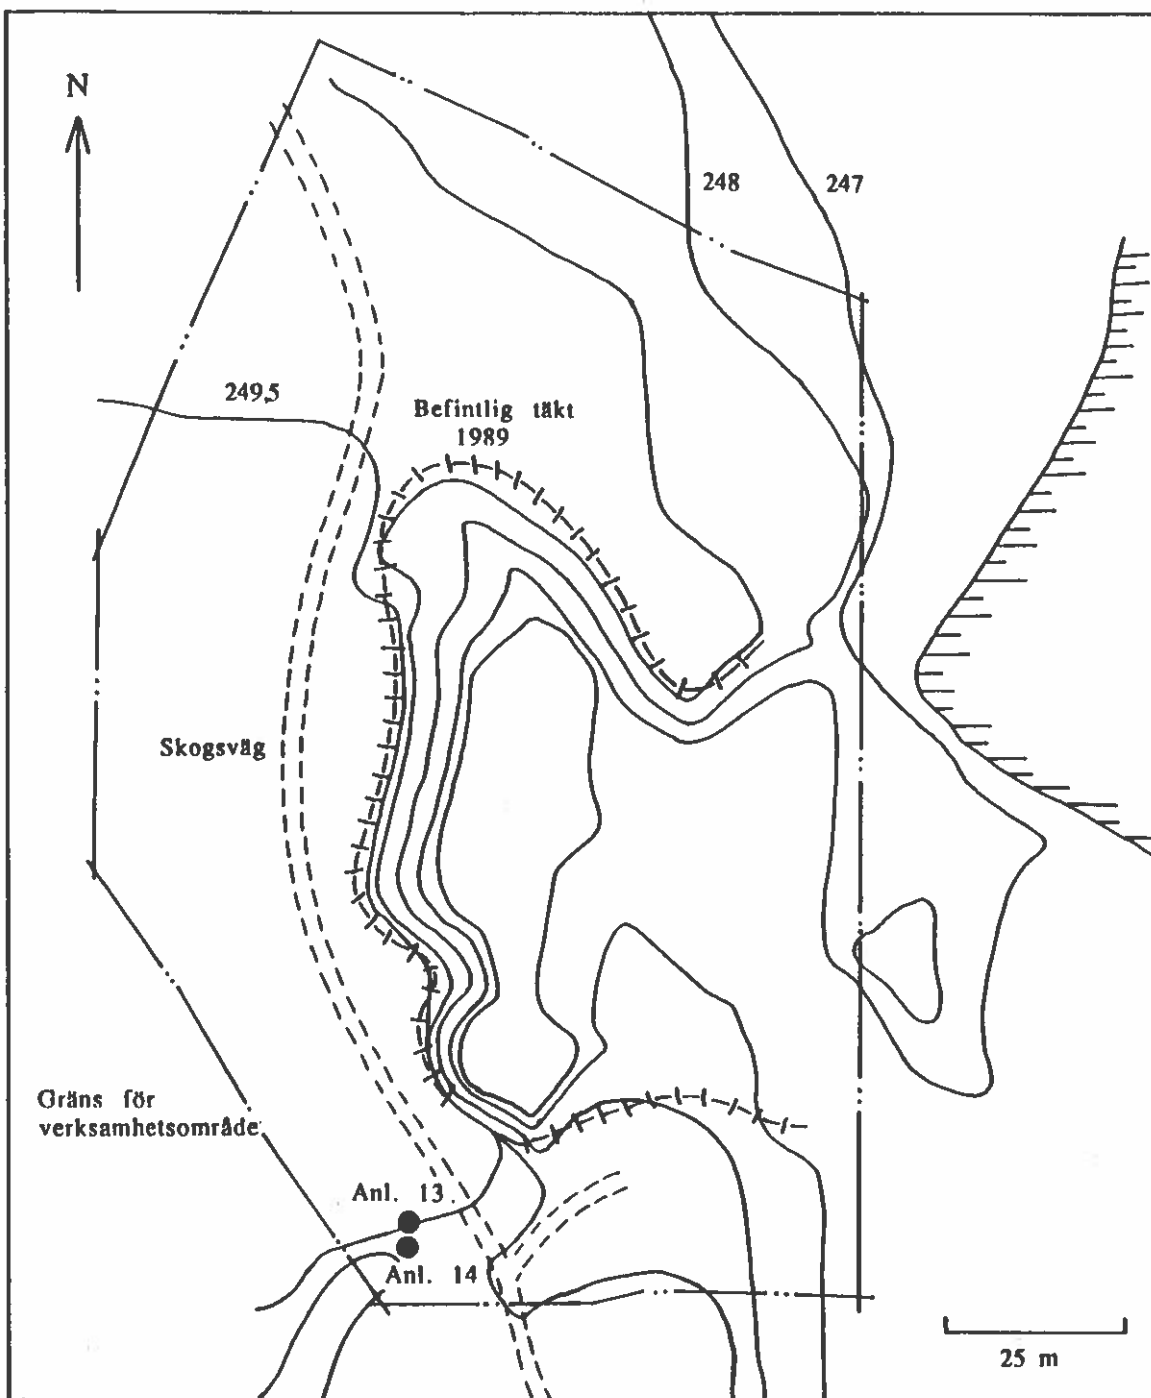 N
248
247
249,5
Befintlig täkt
1989
Skogsväg
Gräns för
verksamhetsområde
Anl. 13
Anl. 14
25 m